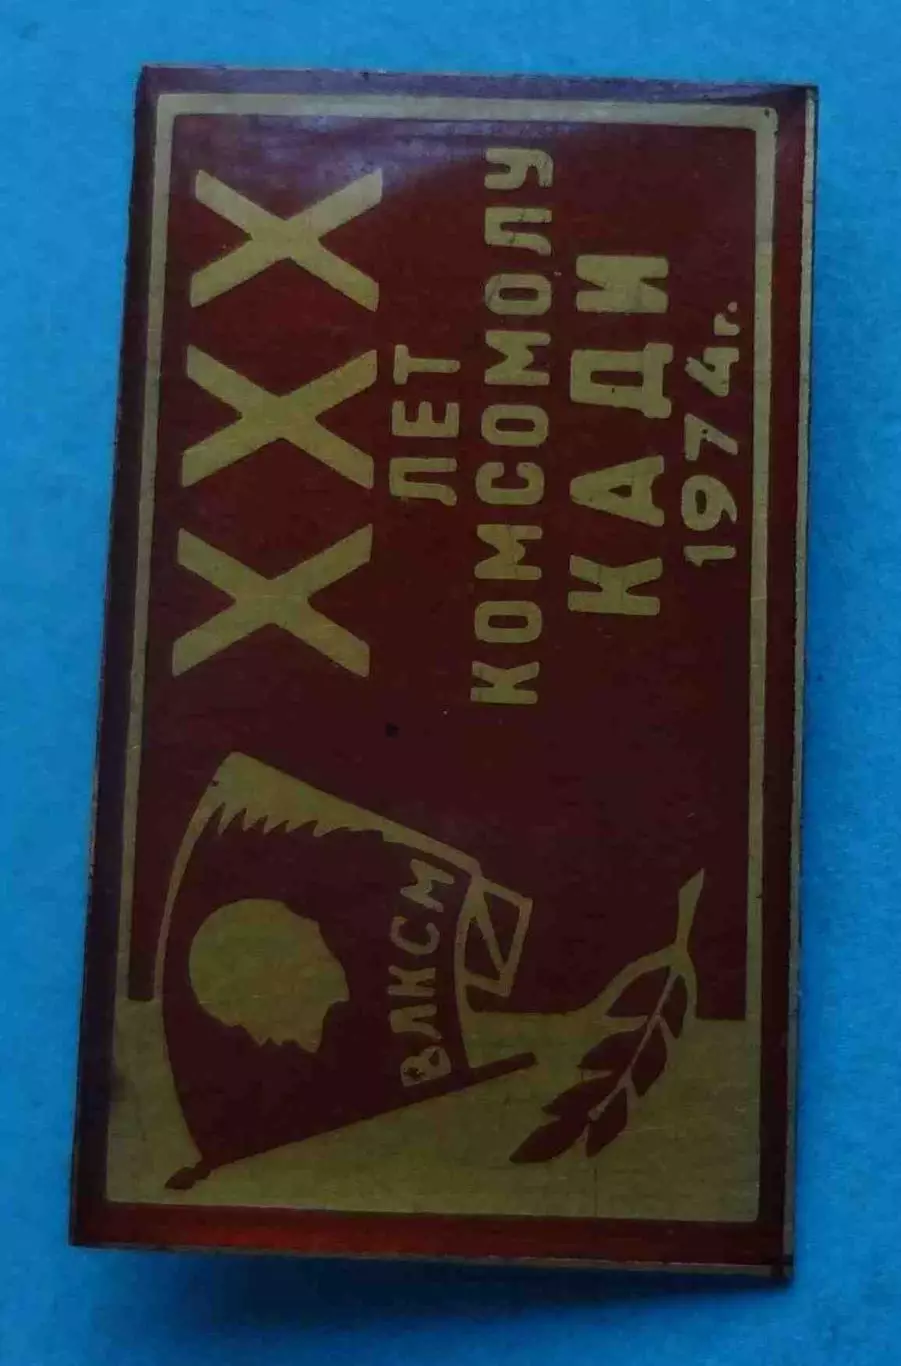 XXX
ЛЕТ
КОМСОМОЛУ
КАДИ
1974г.
ВЛКСМ